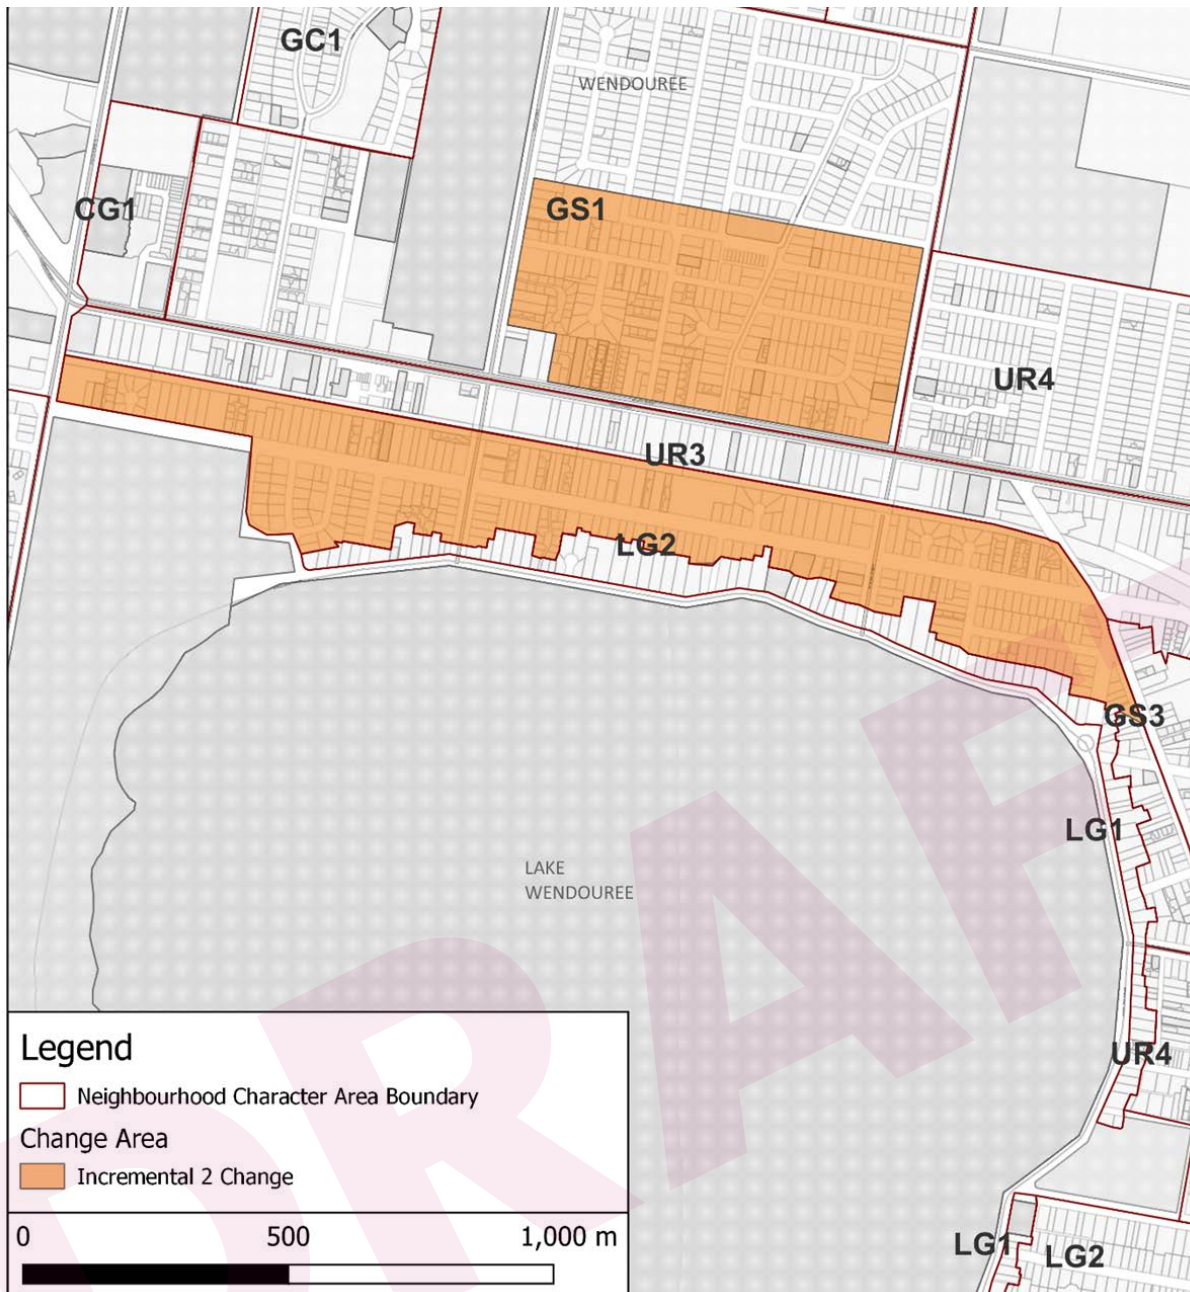 GC1
WENDOUREE
CG1
GS1
UR4
UR3
LG2
GS3
LG1
LAKE
WENDOUREE
UR4
LG1
LG2
Legend
Neighbourhood Character Area Boundary
Change Area
Incremental 2 Change
0 500 1,000 m
DRAFT